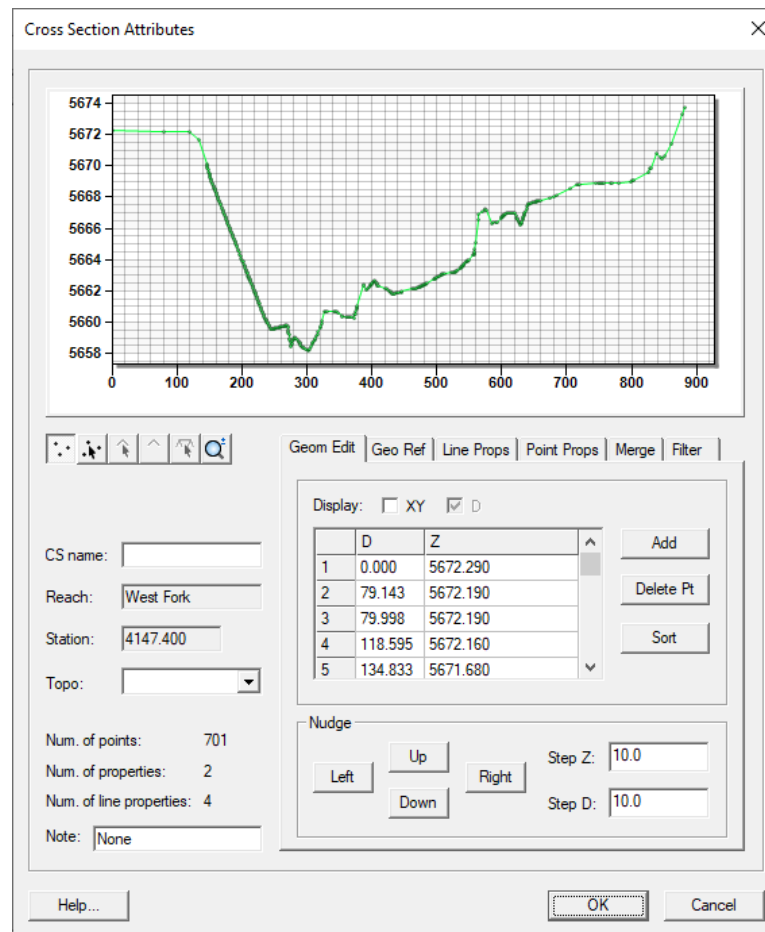 Cross Section Attributes
5674
5672
5670
5668
5666
5664
5662
5660
5658
0 100 200 300 400 500 600 700 800 900
Geom Edit Geo Ref Line Props Point Props Merge Filter
Display: XY D
D Z
1 0.000 5672.290
2 79.143 5672.190
3 79.998 5672.190
4 118.595 5672.160
5 134.833 5671.680
Add
Delete Pt
Sort
CS name:
Reach: West Fork
Station: 4147.400
Topo:
Num. of points: 701
Num. of properties: 2
Num. of line properties: 4
Note: None
Nudge
Up
Left Right
Down
Step Z: 10.0
Step D: 10.0
Help... OK Cancel